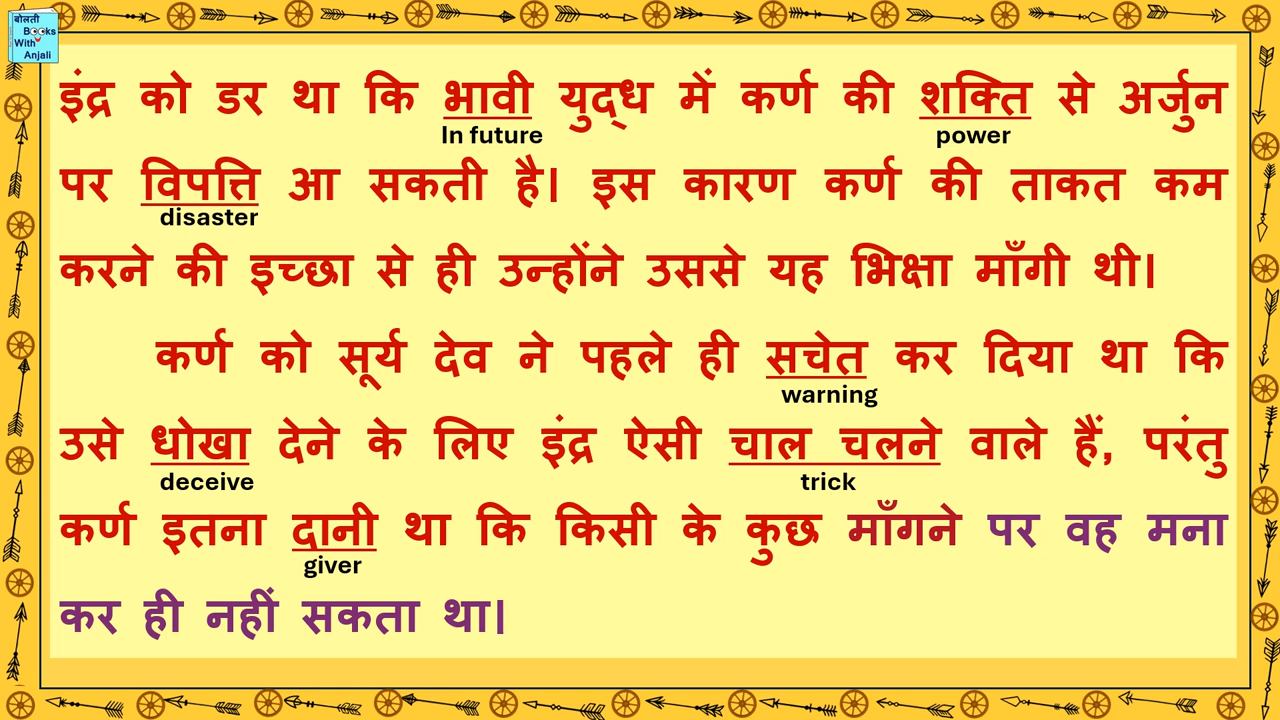 बोलती
Books
With
Anjali
इंद्र को डर था कि भावी युद्ध में कर्ण की शक्ति से अर्जुन
In future power
पर विपत्ति आ सकती है। इस कारण कर्ण की ताकत कम
disaster
करने की इच्छा से ही उन्होंने उससे यह भिक्षा माँगी थी।
कर्ण को सूर्य देव ने पहले ही सचेत कर दिया था कि
warning
उसे धोखा देने के लिए इंद्र ऐसी चाल चलने वाले हैं, परंतु
deceive trick
कर्ण इतना दानी था कि किसी के कुछ माँगने पर वह मना
giver
कर ही नहीं सकता था।